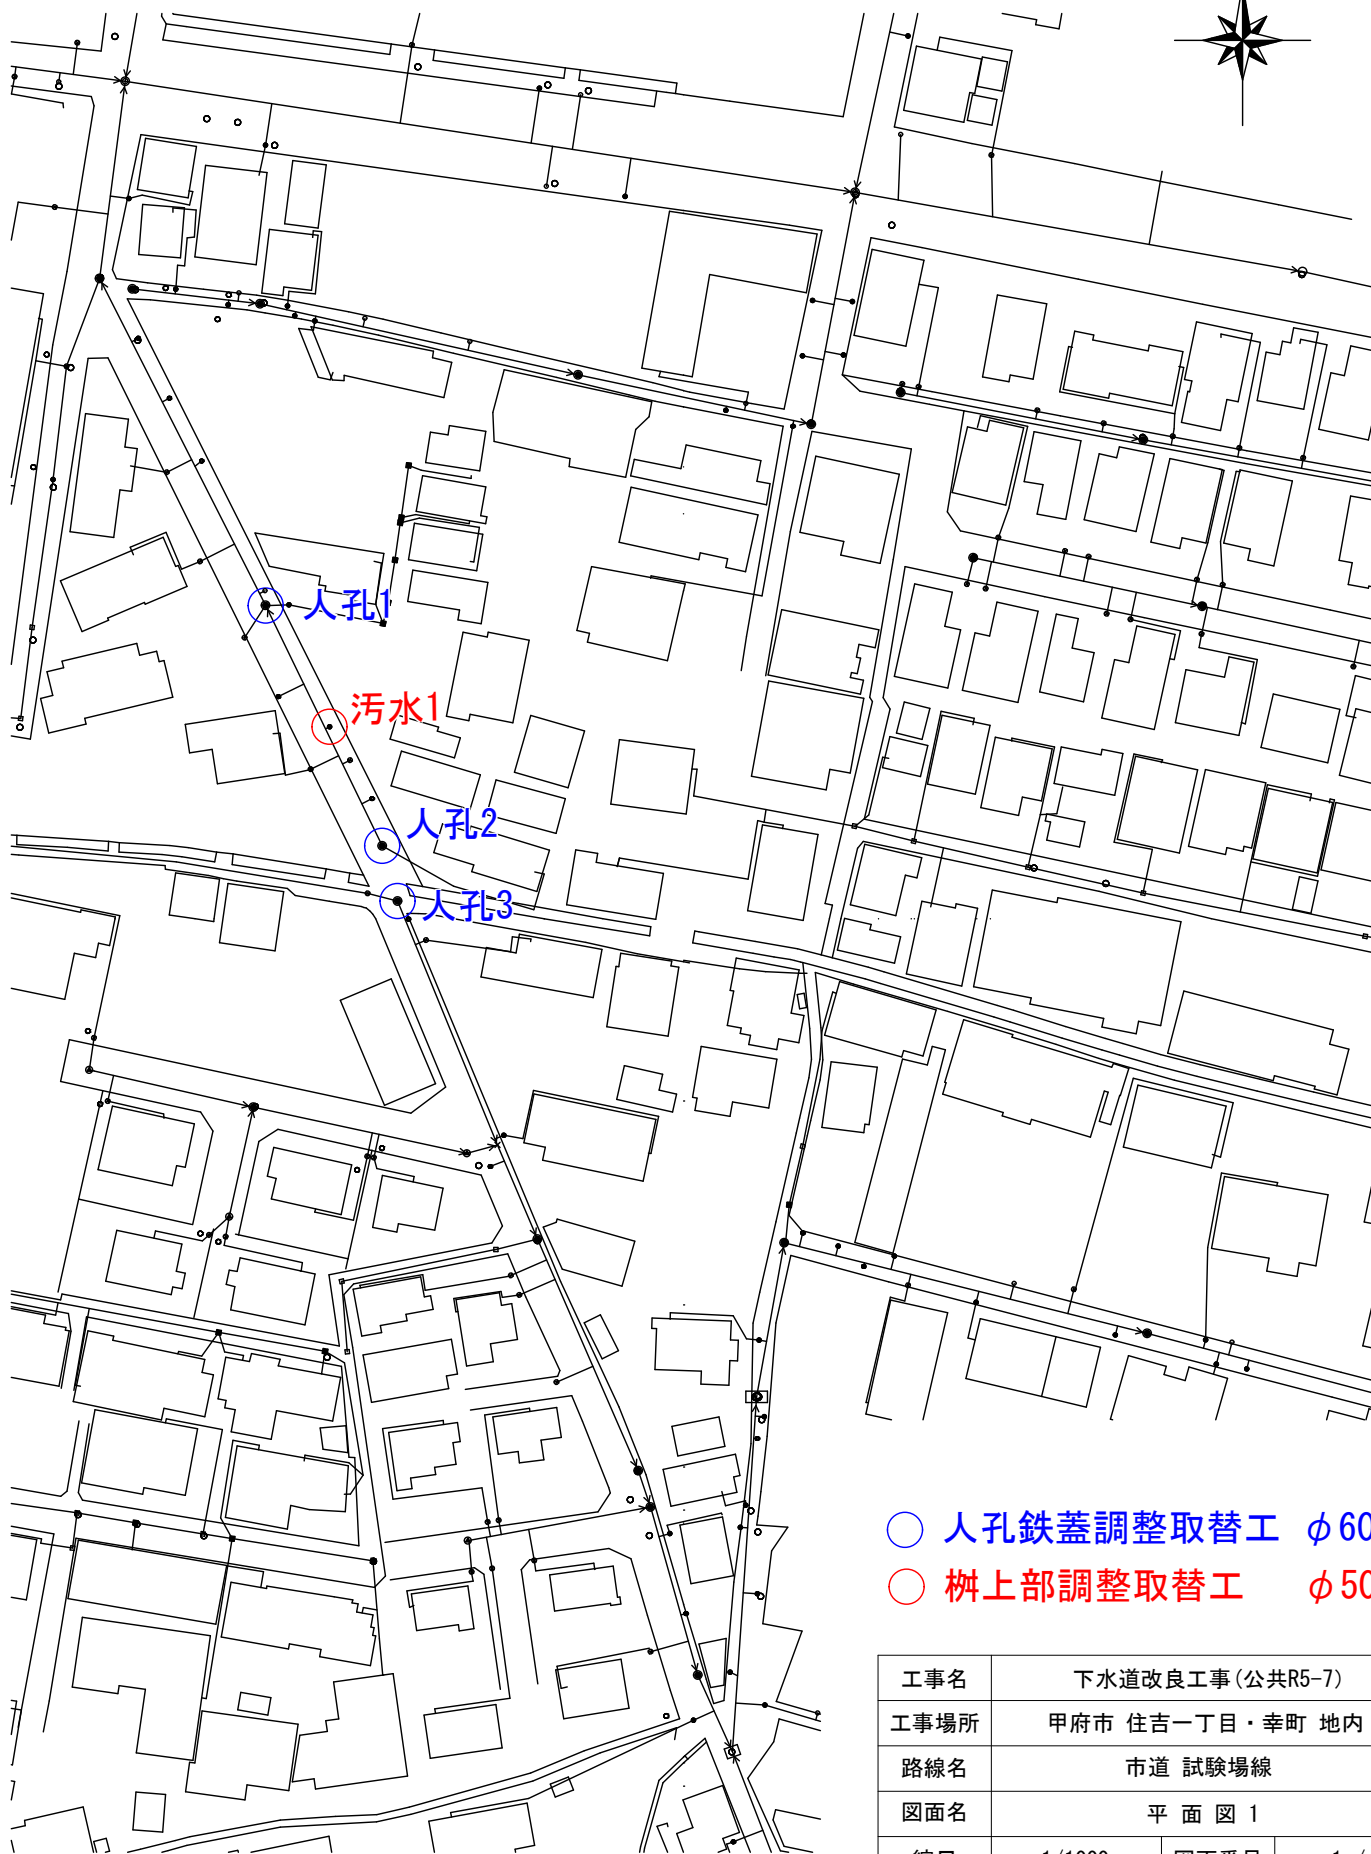 人孔1
汚水1
人孔2
人孔3
人孔鉄蓋調整取替工 φ60
桝上部調整取替工 φ50
工事名 下水道改良工事(公共R5-7)
工事場所 甲府市 住吉一丁目・幸町 地内
路線名 市道 試験場線
図面名 平 面 図 1